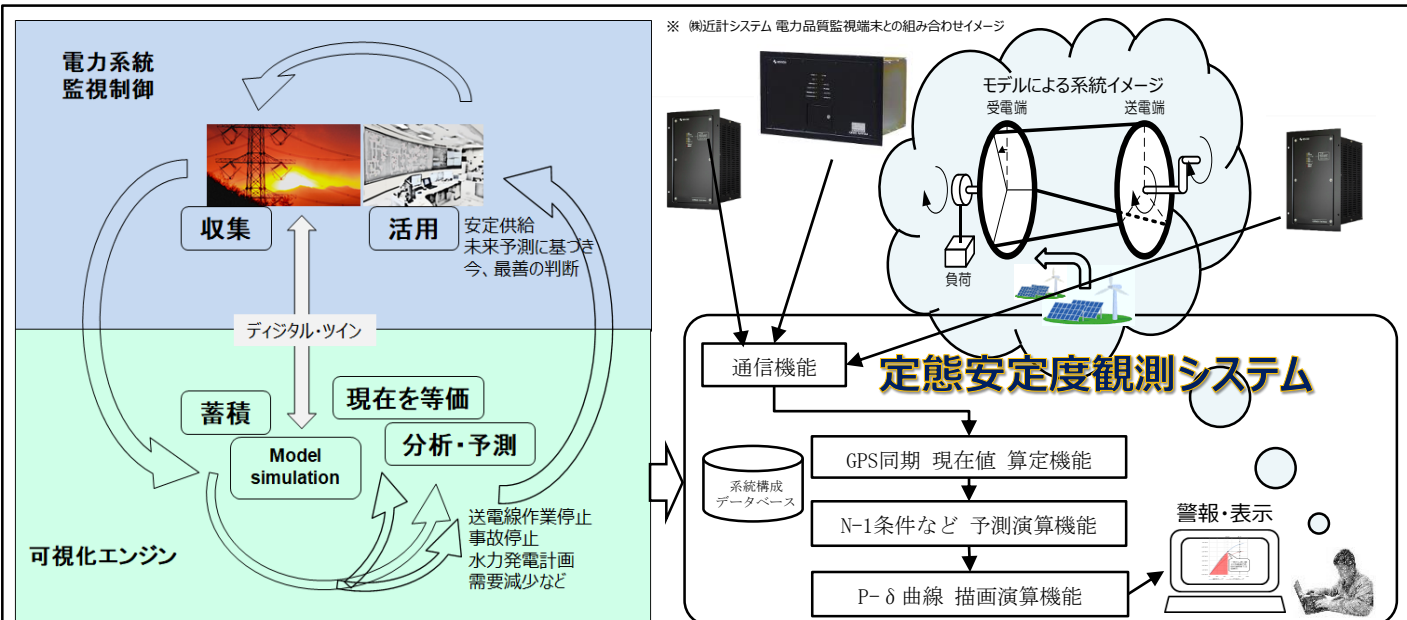 電力系統
監視制御
収集
活用
安定供給
未来予測に基づき
今、最善の判断
ディジタル・ツイン
蓄積
現在を等価
分析・予測
Model
simulation
送電線作業停止
事故停止
水力発電計画
需要減少など
可視化エンジン
※ ㈱近計システム 電力品質監視端末との組み合わせイメージ
モデルによる系統イメージ
受電端
送電端
負荷
通信機能
定態安定度観測システム
系統構成
データベース
GPS同期 現在値 算定機能
N-1条件など 予測演算機能
P-δ曲線 描画演算機能
警報・表示